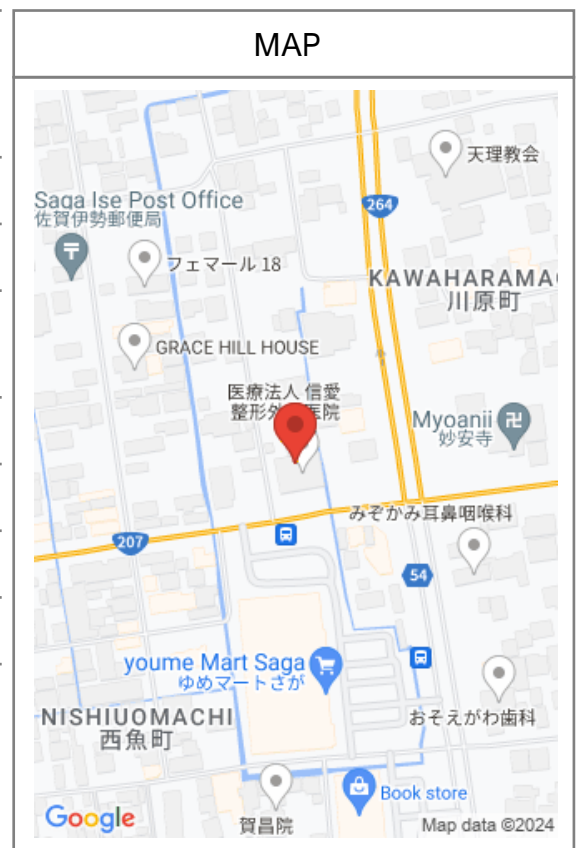 MAP
天理教会
Saga Ise Post Office
佐賀伊勢郵便局
264
フェマール 18
KAWAHARAMA
川原町
GRACE HILL HOUSE
医療法人 信愛
整形外 医院
Myoanji
妙安寺
みぞかみ耳鼻咽喉科
207
54
youme Mart Saga
ゆめマートさが
NISHIUOMACHI
西魚町
おそえがわ歯科
Book store
賀昌院
Google
Map data ©2024